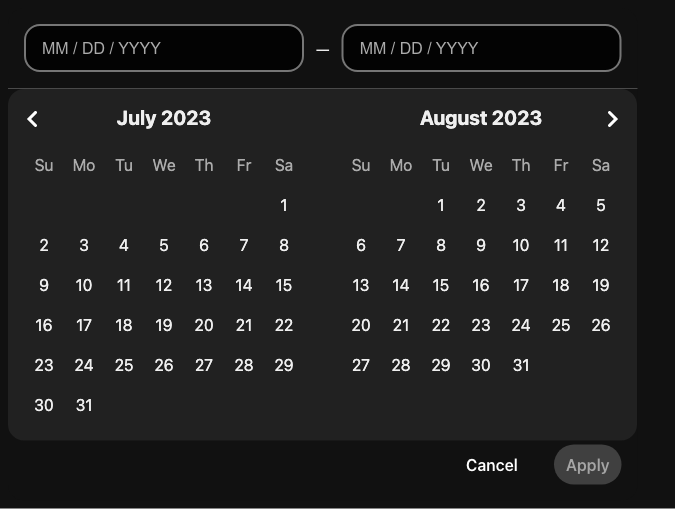 MM / DD / YYYY — MM / DD / YYYY
July 2023 August 2023
Su Mo Tu We Th Fr Sa Su Mo Tu We Th Fr Sa
1 1 2 3 4 5
2 3 4 5 6 7 8 6 7 8 9 10 11 12
9 10 11 12 13 14 15 13 14 15 16 17 18 19
16 17 18 19 20 21 22 20 21 22 23 24 25 26
23 24 25 26 27 28 29 27 28 29 30 31
30 31
Cancel Apply